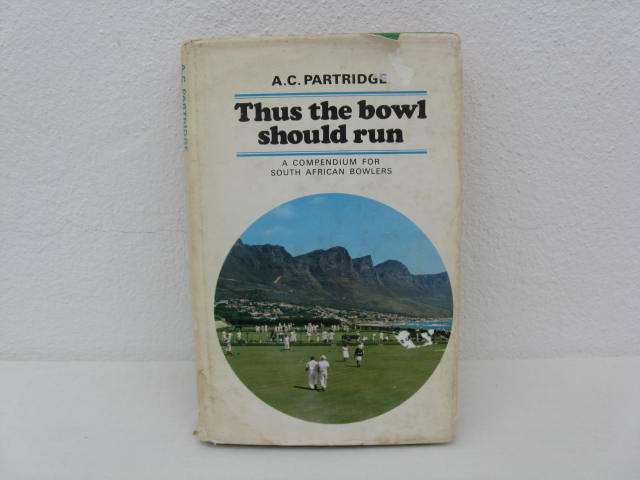 A.C. PARTRIDGE
Thus the bowl
should run
A COMPENDIUM FOR
SOUTH AFRICAN BOWLERS
A.C. PARTRIDGE